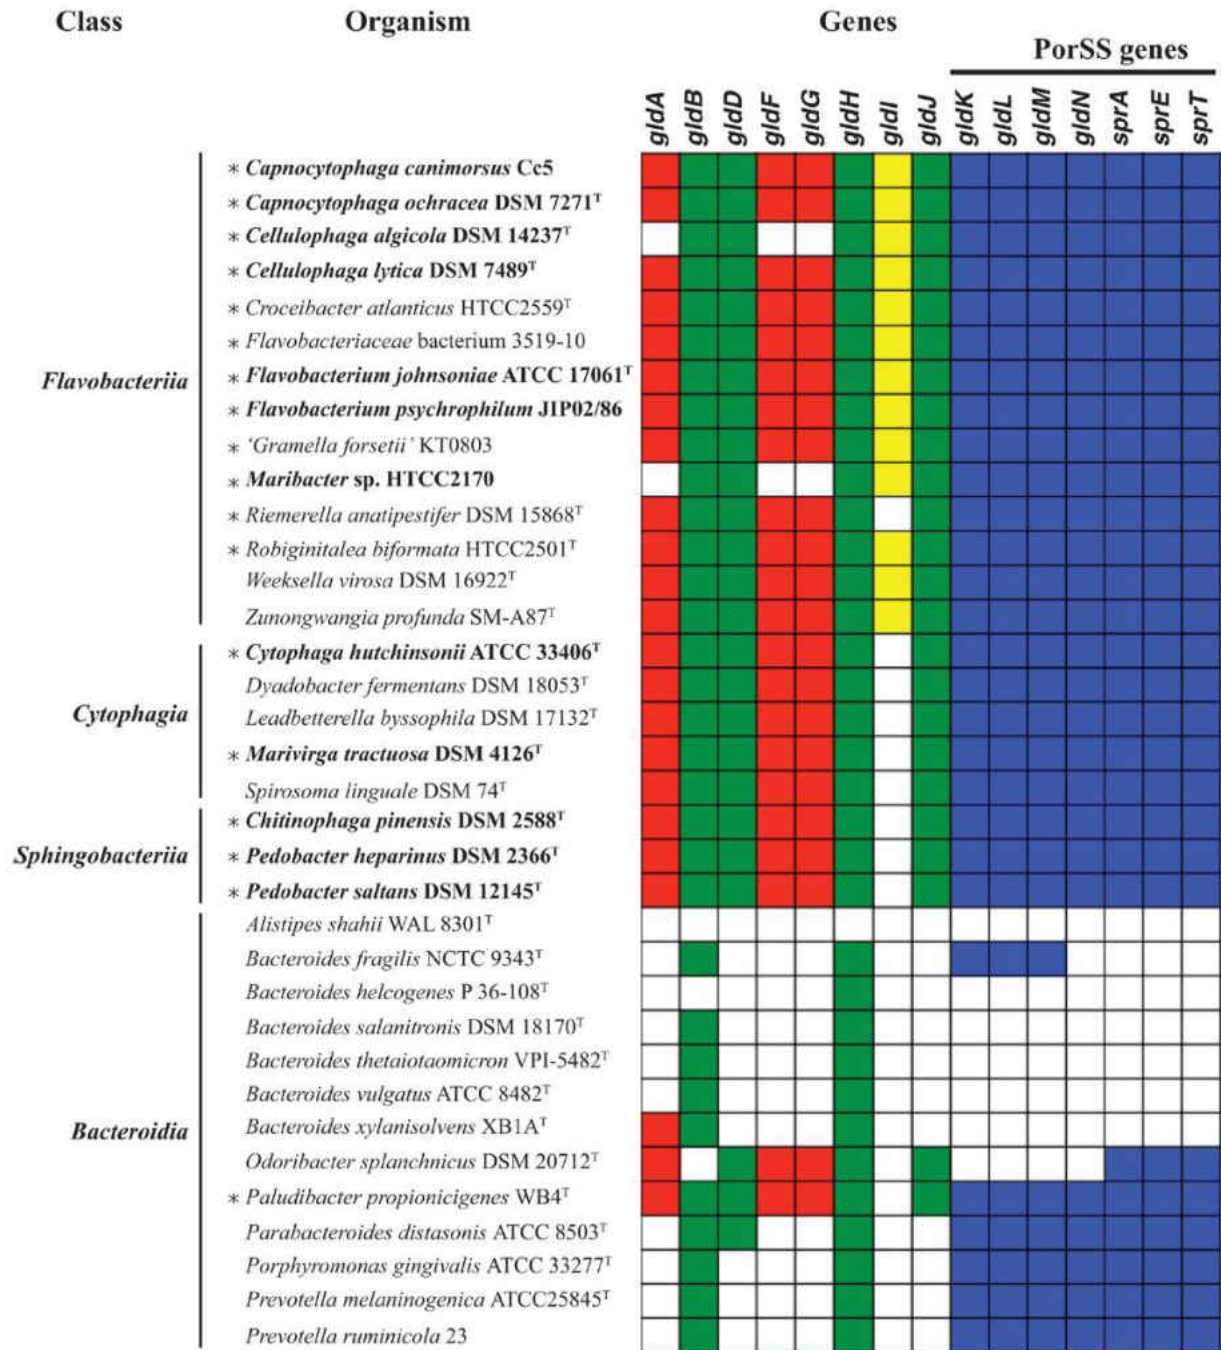 Class Organism Genes
PorSS genes
gldA gldB gldD gldF gldG gldH gldI gldJ gldK gldL gldM gldN sprA sprE sprT
* Capnocytophaga canimorsus Cc5
* Capnocytophaga ochracea DSM 7271ᵀ
* Cellulophaga algicola DSM 14237ᵀ
* Cellulophaga lytica DSM 7489ᵀ
* Croceibacter atlanticus HTCC2559ᵀ
* Flavobacteriaceae bacterium 3519-10
Flavobacteriia * Flavobacterium johnsoniae ATCC 17061ᵀ
* Flavobacterium psychrophilum JIP02/86
* 'Gramella forsetii' KT0803
* Maribacter sp. HTCC2170
* Riemerella anatipestifer DSM 15868ᵀ
* Robiginitalea biformata HTCC2501ᵀ
Weeksella virosa DSM 16922ᵀ
Zunongwangia profunda SM-A87ᵀ
* Cytophaga hutchinsonii ATCC 33406ᵀ
Dyadobacter fermentans DSM 18053ᵀ
Cytophagia Leadbetterella byssophila DSM 17132ᵀ
* Marivirga tractuosa DSM 4126ᵀ
Spirosoma linguale DSM 74ᵀ
* Chitinophaga pinensis DSM 2588ᵀ
Sphingobacteriia * Pedobacter heparinus DSM 2366ᵀ
* Pedobacter saltans DSM 12145ᵀ
Alistipes shahii WAL 8301ᵀ
Bacteroides fragilis NCTC 9343ᵀ
Bacteroides helcogenes P 36-108ᵀ
Bacteroides salanitronis DSM 18170ᵀ
Bacteroides thetaiotaomicron VPI-5482ᵀ
Bacteroides vulgatus ATCC 8482ᵀ
Bacteroidia Bacteroides xylanisolvens XB1Aᵀ
Odoribacter splanchnicus DSM 20712ᵀ
* Paludibacter propionicigenes WB4ᵀ
Parabacteroides distasonis ATCC 8503ᵀ
Porphyromonas gingivalis ATCC 33277ᵀ
Prevotella melaninogenica ATCC25845ᵀ
Prevotella ruminicola 23